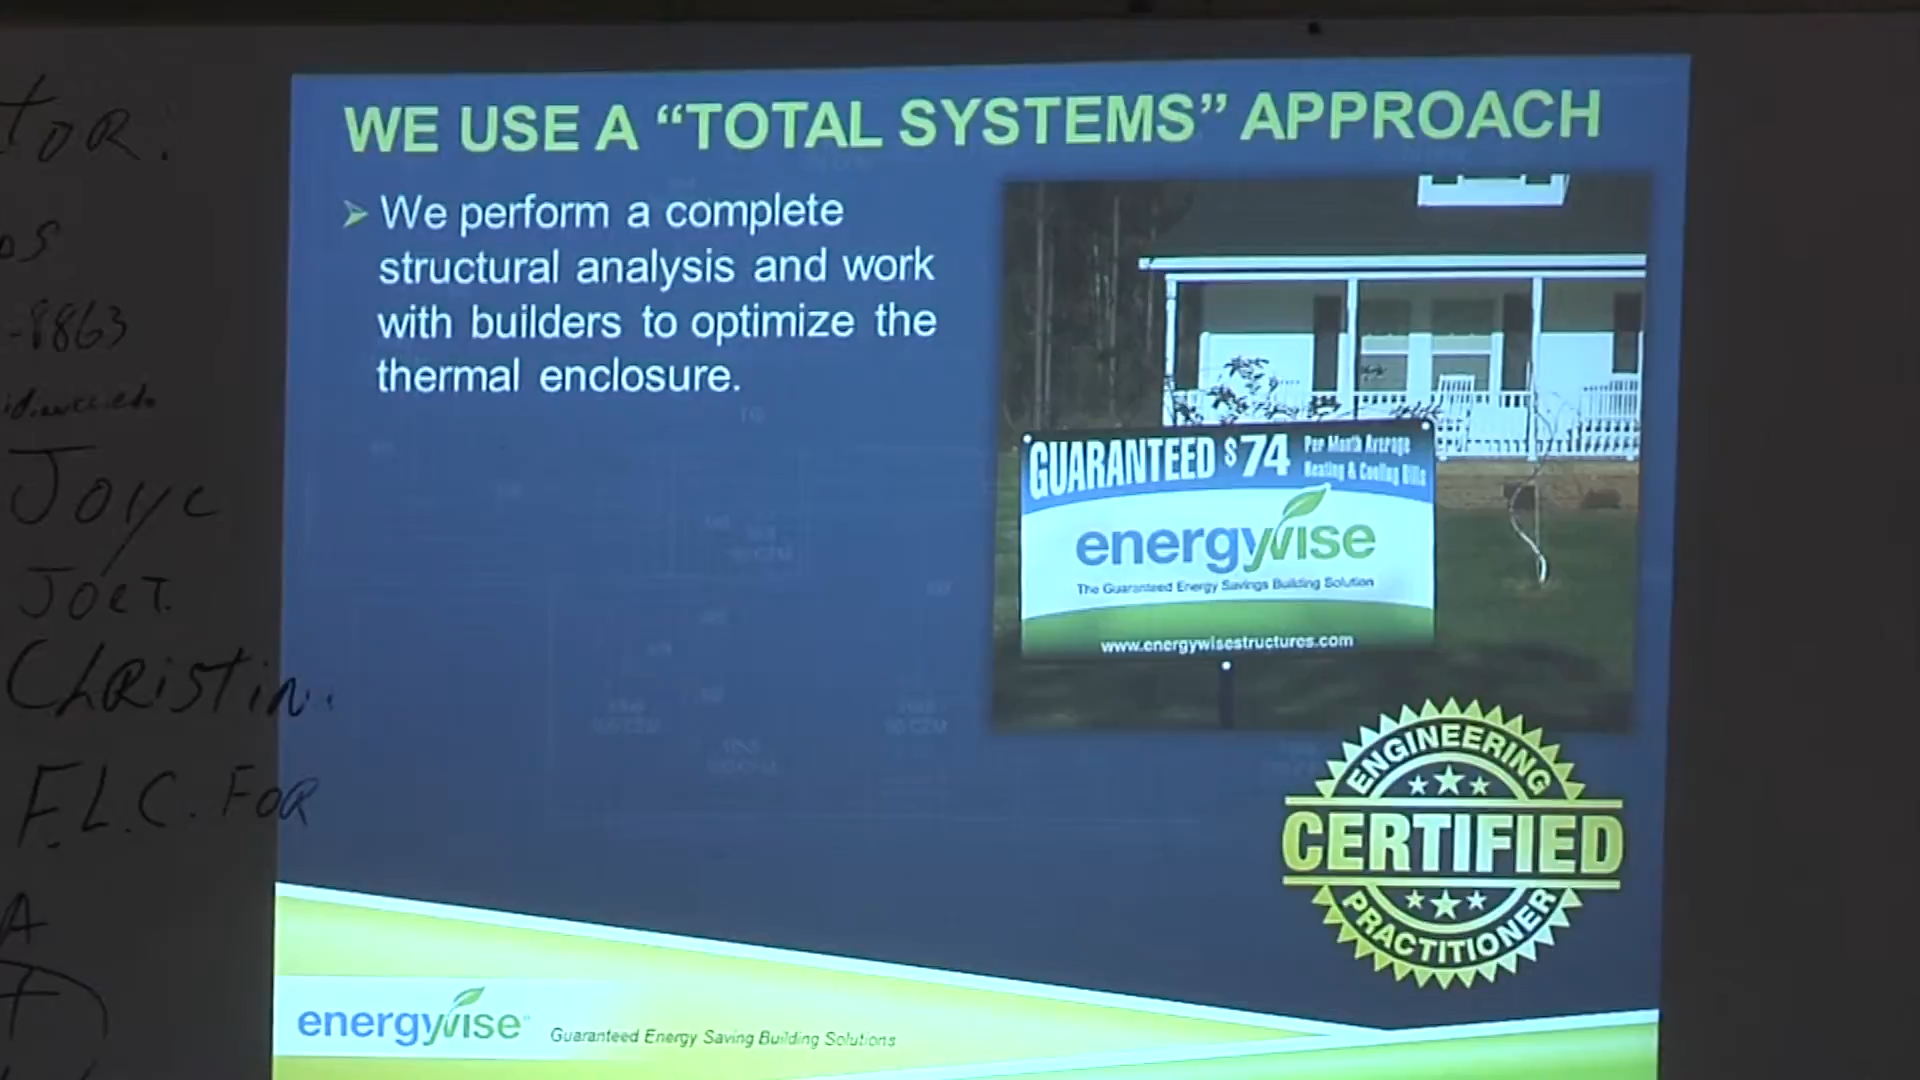 WE USE A “TOTAL SYSTEMS” APPROACH
➢ We perform a complete
structural analysis and work
with builders to optimize the
thermal enclosure.
GUARANTEED $74
Per Month Average
Heating & Cooling Bills
energywise
The Guaranteed Energy Savings Building Solution
www.energywisestructures.com
ENGINEERING
CERTIFIED
PRACTITIONER
energywise
Guaranteed Energy Saving Building Solutions
TOR.
-8863
Joyc
JOET.
Christin
F.L.C. FOR
A